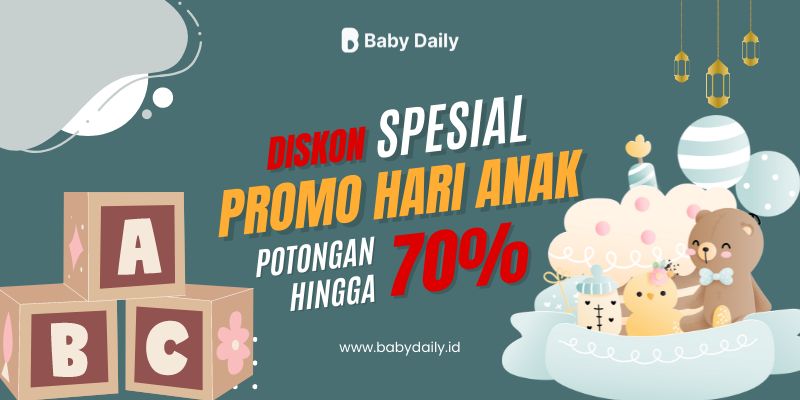 Baby Daily
DISKON SPESIAL
PROMO HARI ANAK
POTONGAN HINGGA 70%
www.babydaily.id
A
B C